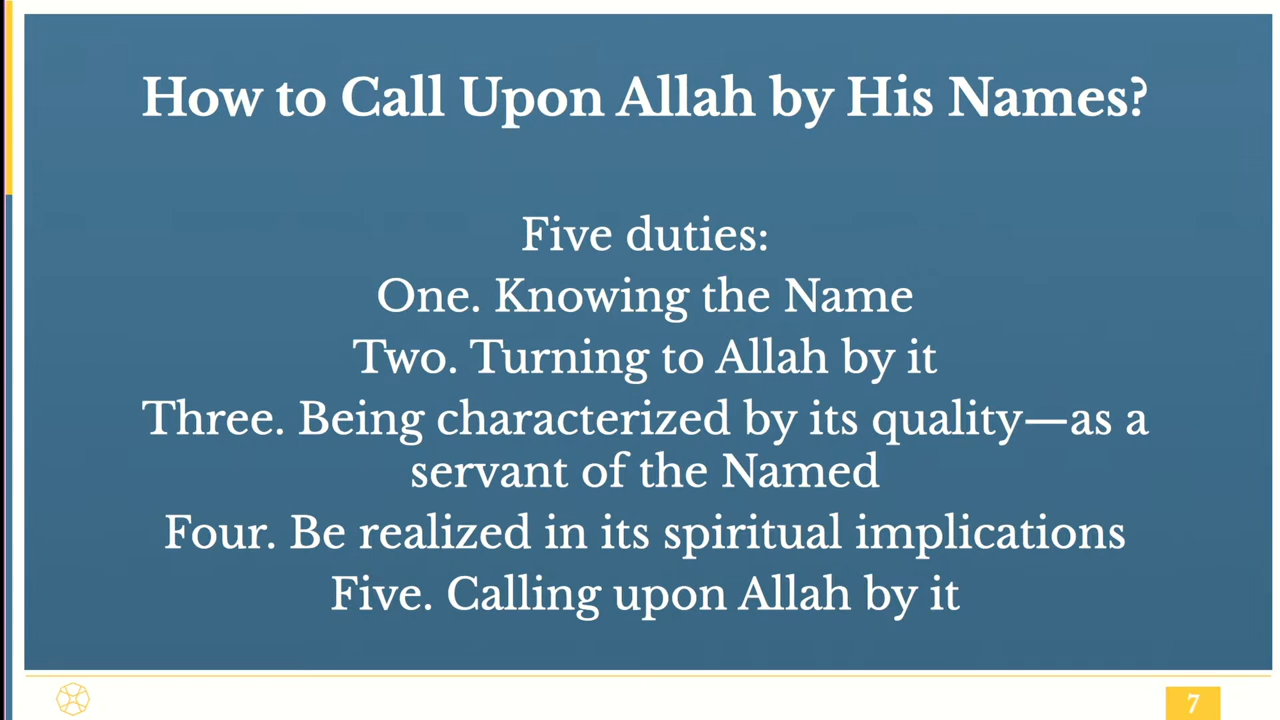 How to Call Upon Allah by His Names?
Five duties:
One. Knowing the Name
Two. Turning to Allah by it
Three. Being characterized by its quality—as a
servant of the Named
Four. Be realized in its spiritual implications
Five. Calling upon Allah by it
7